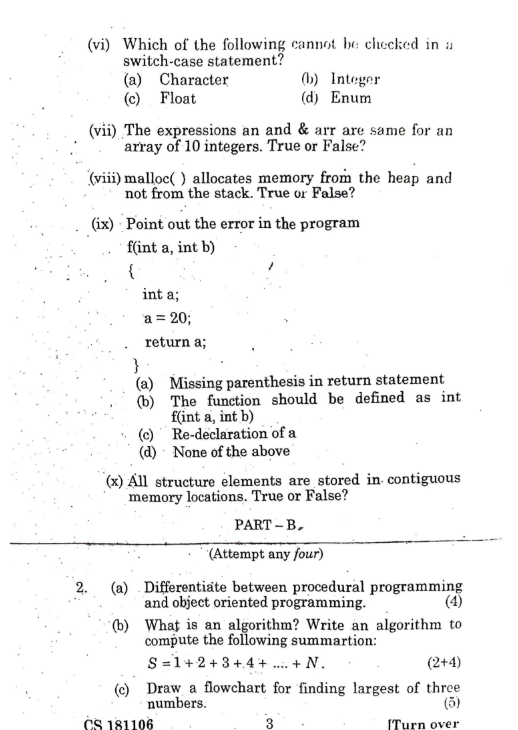 (vi) Which of the following cannot be checked in a
switch-case statement?
(a) Character (b) Integer
(c) Float (d) Enum
(vii) The expressions an and & arr are same for an
array of 10 integers. True or False?
(viii) malloc( ) allocates memory from the heap and
not from the stack. True or False?
(ix) Point out the error in the program
f(int a, int b)
{
int a;
a = 20;
return a;
}
(a) Missing parenthesis in return statement
(b) The function should be defined as int
f(int a, int b)
(c) Re-declaration of a
(d) None of the above
(x) All structure elements are stored in contiguous
memory locations. True or False?
PART – B
(Attempt any four)
2. (a) Differentiate between procedural programming
and object oriented programming. (4)
(b) What is an algorithm? Write an algorithm to
compute the following summartion:
S = 1 + 2 + 3 + 4 + .... + N. (2+4)
(c) Draw a flowchart for finding largest of three
numbers. (5)
CS 181106 3 [Turn over